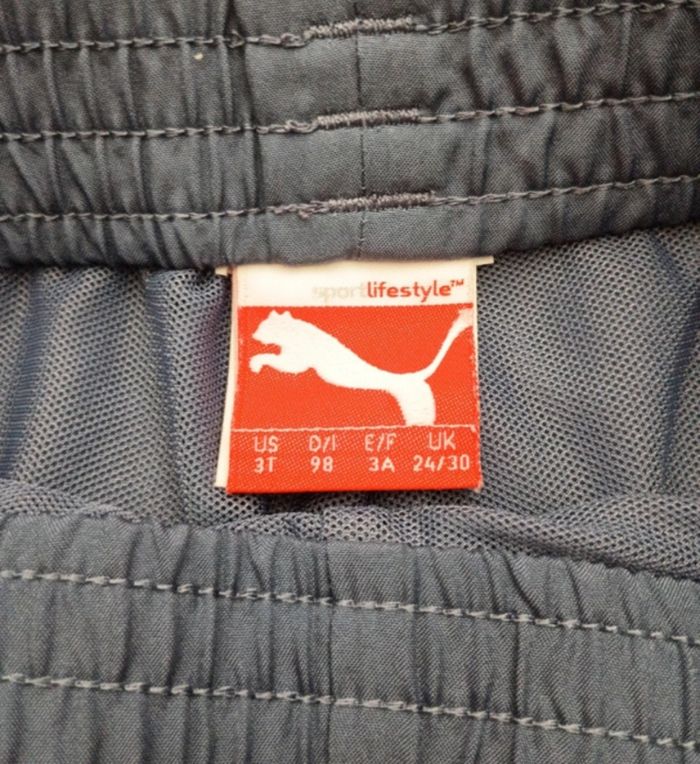 sportlifestyle™
US D/I E/F UK
3T 98 3A 24/30